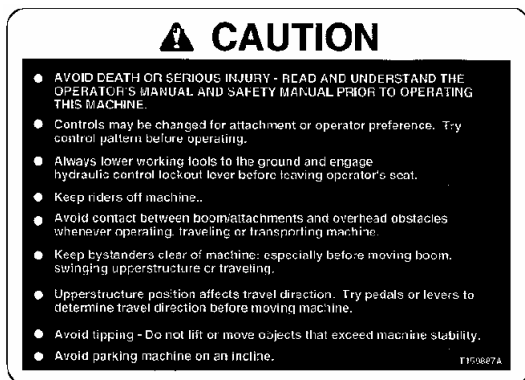 CAUTION
AVOID DEATH OR SERIOUS INJURY - READ AND UNDERSTAND THE
OPERATOR'S MANUAL AND SAFETY MANUAL PRIOR TO OPERATING
THIS MACHINE.
Controls may be changed for attachment or operator preference. Try
control pattern before operating.
Always lower working tools to the ground and engage
hydraulic control lockout lever before leaving operator's seat.
Keep riders off machine..
Avoid contact between boom/attachments and overhead obstacles
whenever operating, traveling or transporting machine.
Keep bystanders clear of machine; especially before moving boom,
swinging upperstructure or traveling.
Upperstructure position affects travel direction. Try pedals or levers to
determine travel direction before moving machine.
Avoid tipping - Do not lift or move objects that exceed machine stability.
Avoid parking machine on an incline.
T159887A